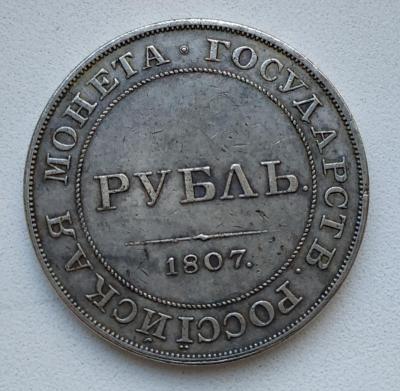 МОНЕТА · ГОСУДАРСТВ. РОССІЙСКАЯ
РУБЛЬ.
1807.